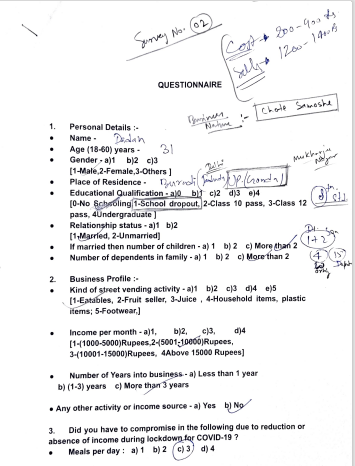 Survey No. 02
Cost → 200-400 Rs
Selly → 1200-1400 Rs
QUESTIONNAIRE
Business Nature :- Chole Samoshe
1. Personal Details :-
• Name -
• Age (18-60) years - 31
• Gender - a)1 b)2 c)3
[1-Male,2-Female,3-Others ]
Delhi
Mukharjee Nagar
• Place of Residence - Burari UP (Gonda)
• Educational Qualification - a)0 b)1 c)2 d)3 e)4
[0-No Schooling,1-School dropout, 2-Class 10 pass, 3-Class 12
pass, 4Undergraduate ]
8th std.
• Relationship status - a)1 b)2
[1-Married, 2-Unmarried]
• If married then number of children - a) 1 b) 2 c) More than 2
1+2
• Number of dependents in family - a) 1 b) 2 c) More than 2
4
2. Business Profile :-
• Kind of street vending activity - a)1 b)2 c)3 d)4 e)5
[1-Eatables, 2-Fruit seller, 3-Juice , 4-Household items, plastic
items; 5-Footwear,]
• Income per month - a)1, b)2, c)3, d)4
[1-(1000-5000)Rupees,2-(5001-10000)Rupees,
3-(10001-15000)Rupees, 4Above 15000 Rupees]
• Number of Years into business - a) Less than 1 year
b) (1-3) years c) More than 3 years
• Any other activity or income source - a) Yes b) No
3. Did you have to compromise in the following due to reduction or
absence of income during lockdown for COVID-19 ?
• Meals per day : a) 1 b) 2 c) 3 d) 4